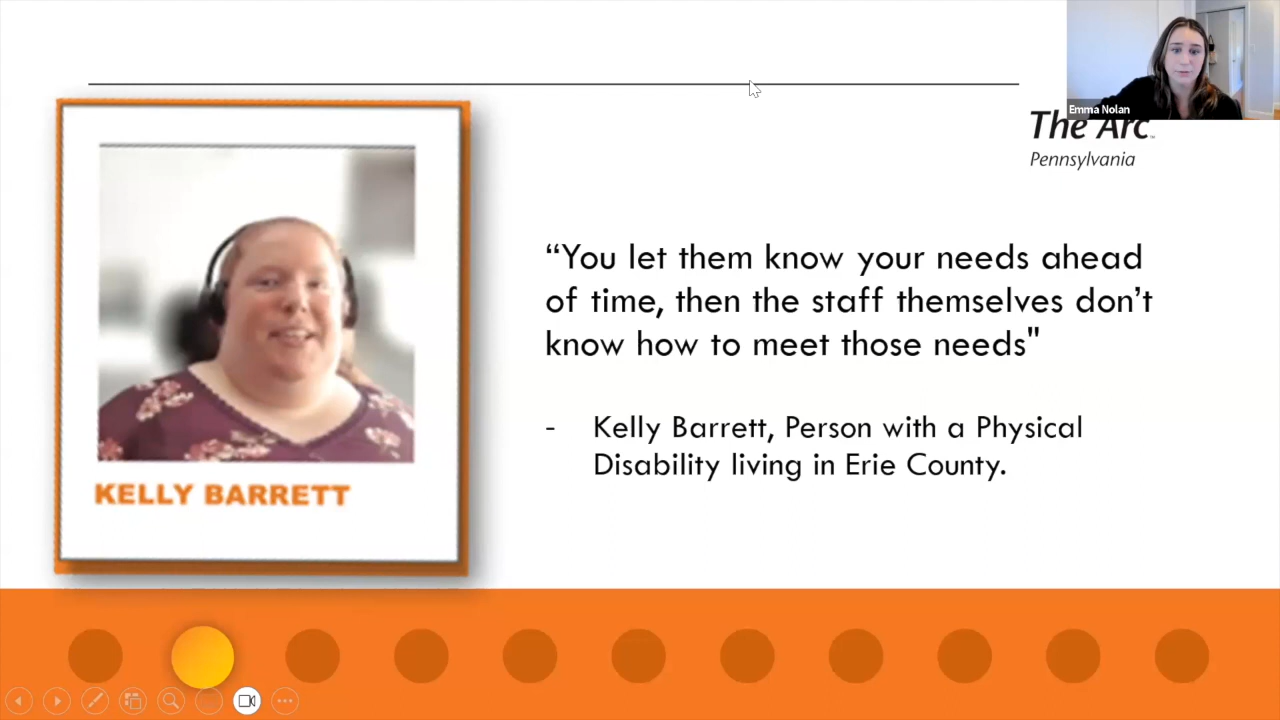 Emma Nolan
The Arc
Pennsylvania
“You let them know your needs ahead
of time, then the staff themselves don’t
know how to meet those needs"
- Kelly Barrett, Person with a Physical
Disability living in Erie County.
KELLY BARRETT